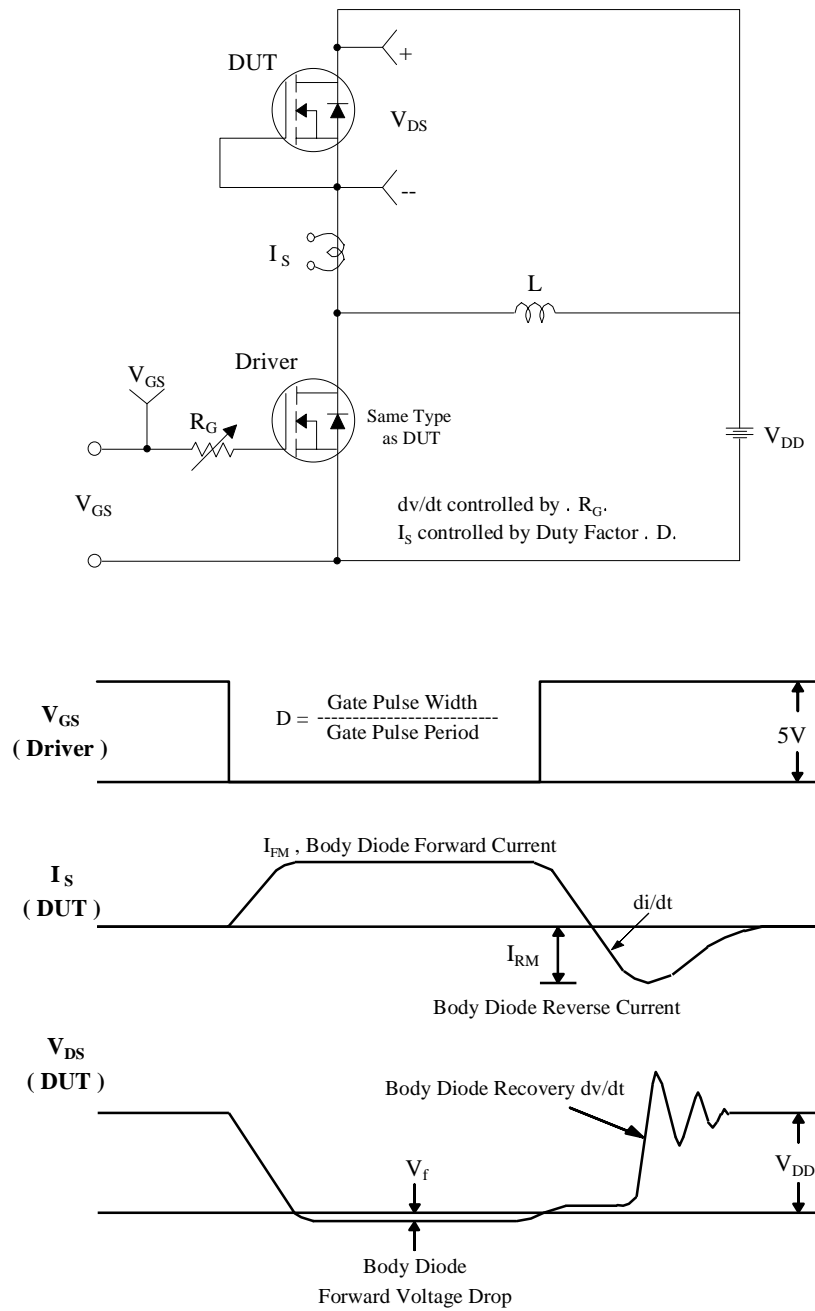 DUT
+
V_DS
--
I_S
L
Driver
V_GS
R_G
Same Type
as DUT
V_DD
V_GS
dv/dt controlled by . R_G.
I_S controlled by Duty Factor . D.
V_GS
( Driver )
D = Gate Pulse Width
--------------------------
Gate Pulse Period
5V
I_FM , Body Diode Forward Current
I_S
( DUT )
di/dt
I_RM
Body Diode Reverse Current
V_DS
( DUT )
Body Diode Recovery dv/dt
V_f
V_DD
Body Diode
Forward Voltage Drop